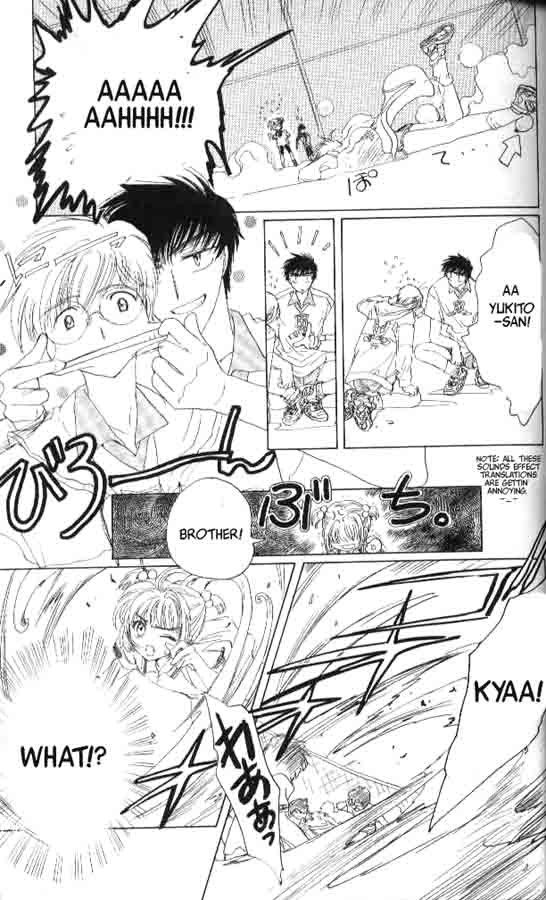 AAAAA
AAHHHH!!!
ぽ
て...
AA
YUKITO
-SAN!
びろーーん
NOTE: ALL THESE
SOUNDS EFFECT
TRANSLATIONS
ARE GETTIN
ANNOYING.
-_-
ぶち。
BROTHER!
KYAA!
WHAT!?
わあぁっ